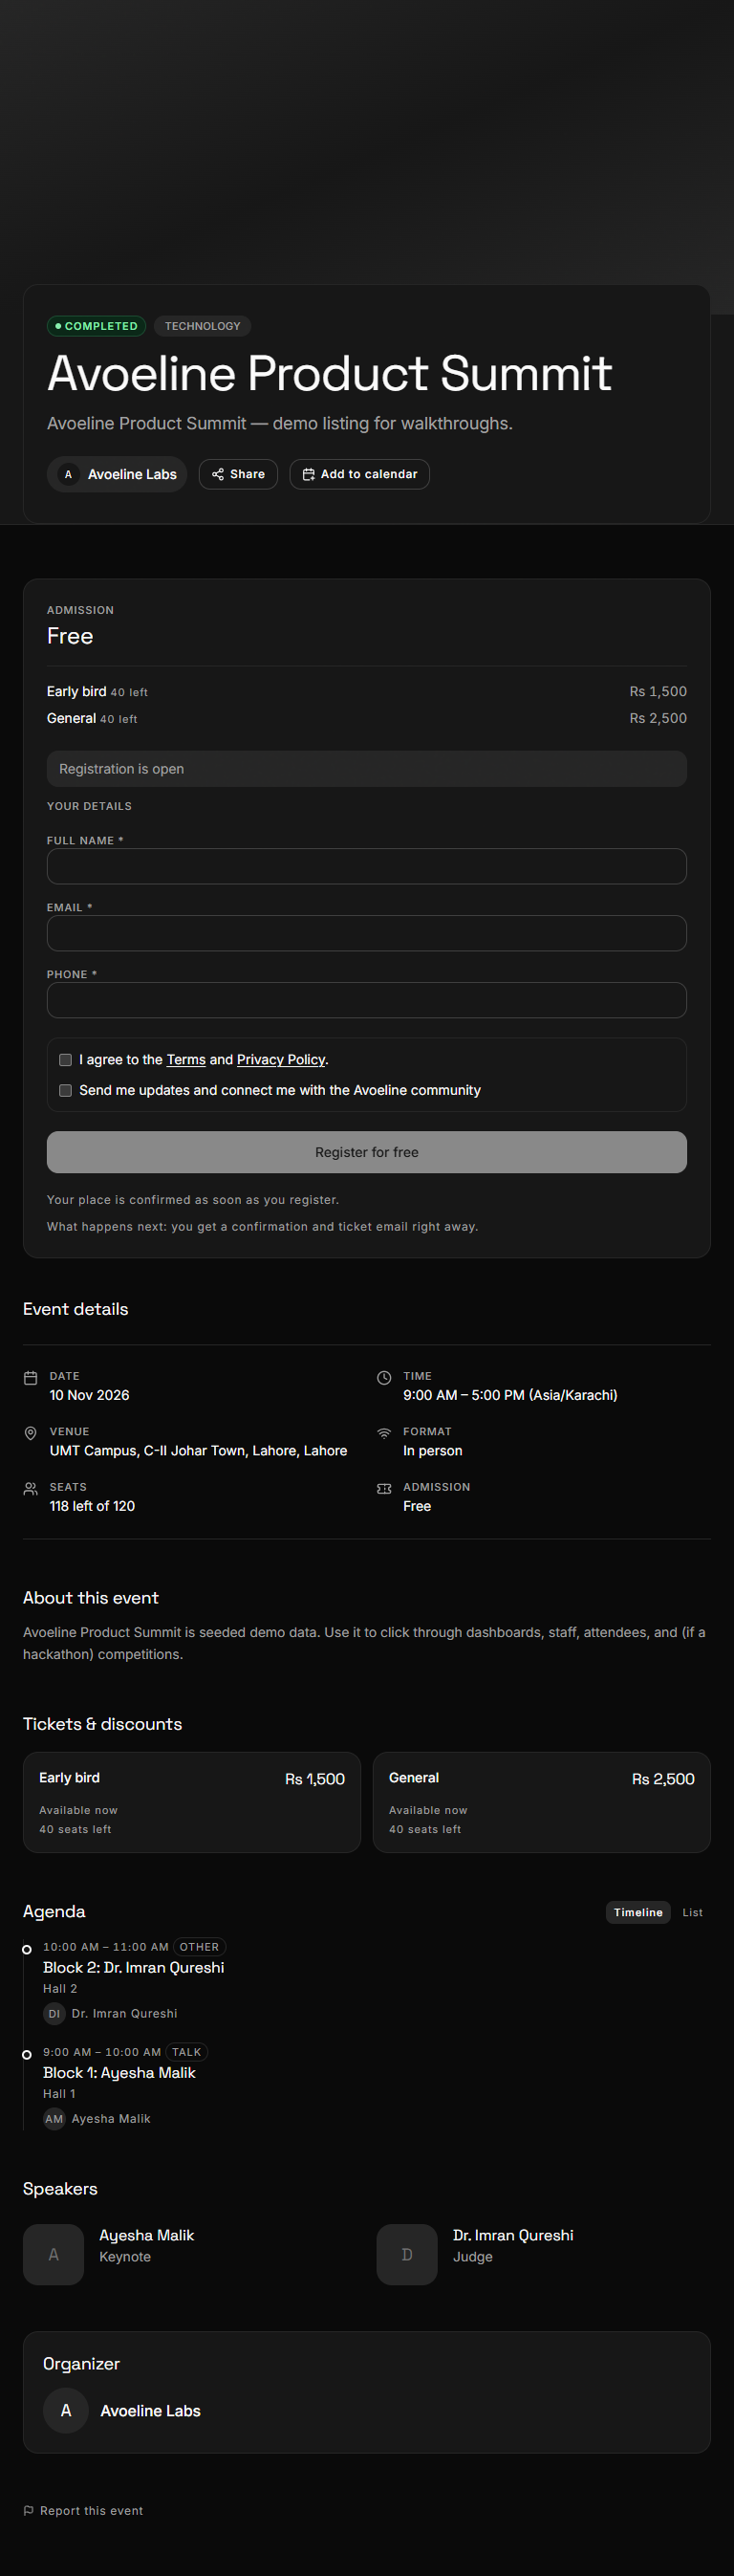 COMPLETED
TECHNOLOGY
Avoeline Product Summit
Avoeline Product Summit — demo listing for walkthroughs.
A
Avoeline Labs
Share
Add to calendar
ADMISSION
Free
Early bird 40 left
Rs 1,500
General 40 left
Rs 2,500
Registration is open
YOUR DETAILS
FULL NAME *
EMAIL *
PHONE *
I agree to the Terms and Privacy Policy.
Send me updates and connect me with the Avoeline community
Register for free
Your place is confirmed as soon as you register.
What happens next: you get a confirmation and ticket email right away.
Event details
DATE
10 Nov 2026
TIME
9:00 AM – 5:00 PM (Asia/Karachi)
VENUE
UMT Campus, C-II Johar Town, Lahore, Lahore
FORMAT
In person
SEATS
118 left of 120
ADMISSION
Free
About this event
Avoeline Product Summit is seeded demo data. Use it to click through dashboards, staff, attendees, and (if a
hackathon) competitions.
Tickets & discounts
Early bird
Rs 1,500
Available now
40 seats left
General
Rs 2,500
Available now
40 seats left
Agenda
Timeline
List
10:00 AM – 11:00 AM OTHER
Block 2: Dr. Imran Qureshi
Hall 2
DI
Dr. Imran Qureshi
9:00 AM – 10:00 AM TALK
Block 1: Ayesha Malik
Hall 1
AM
Ayesha Malik
Speakers
A
Ayesha Malik
Keynote
D
Dr. Imran Qureshi
Judge
Organizer
A
Avoeline Labs
Report this event